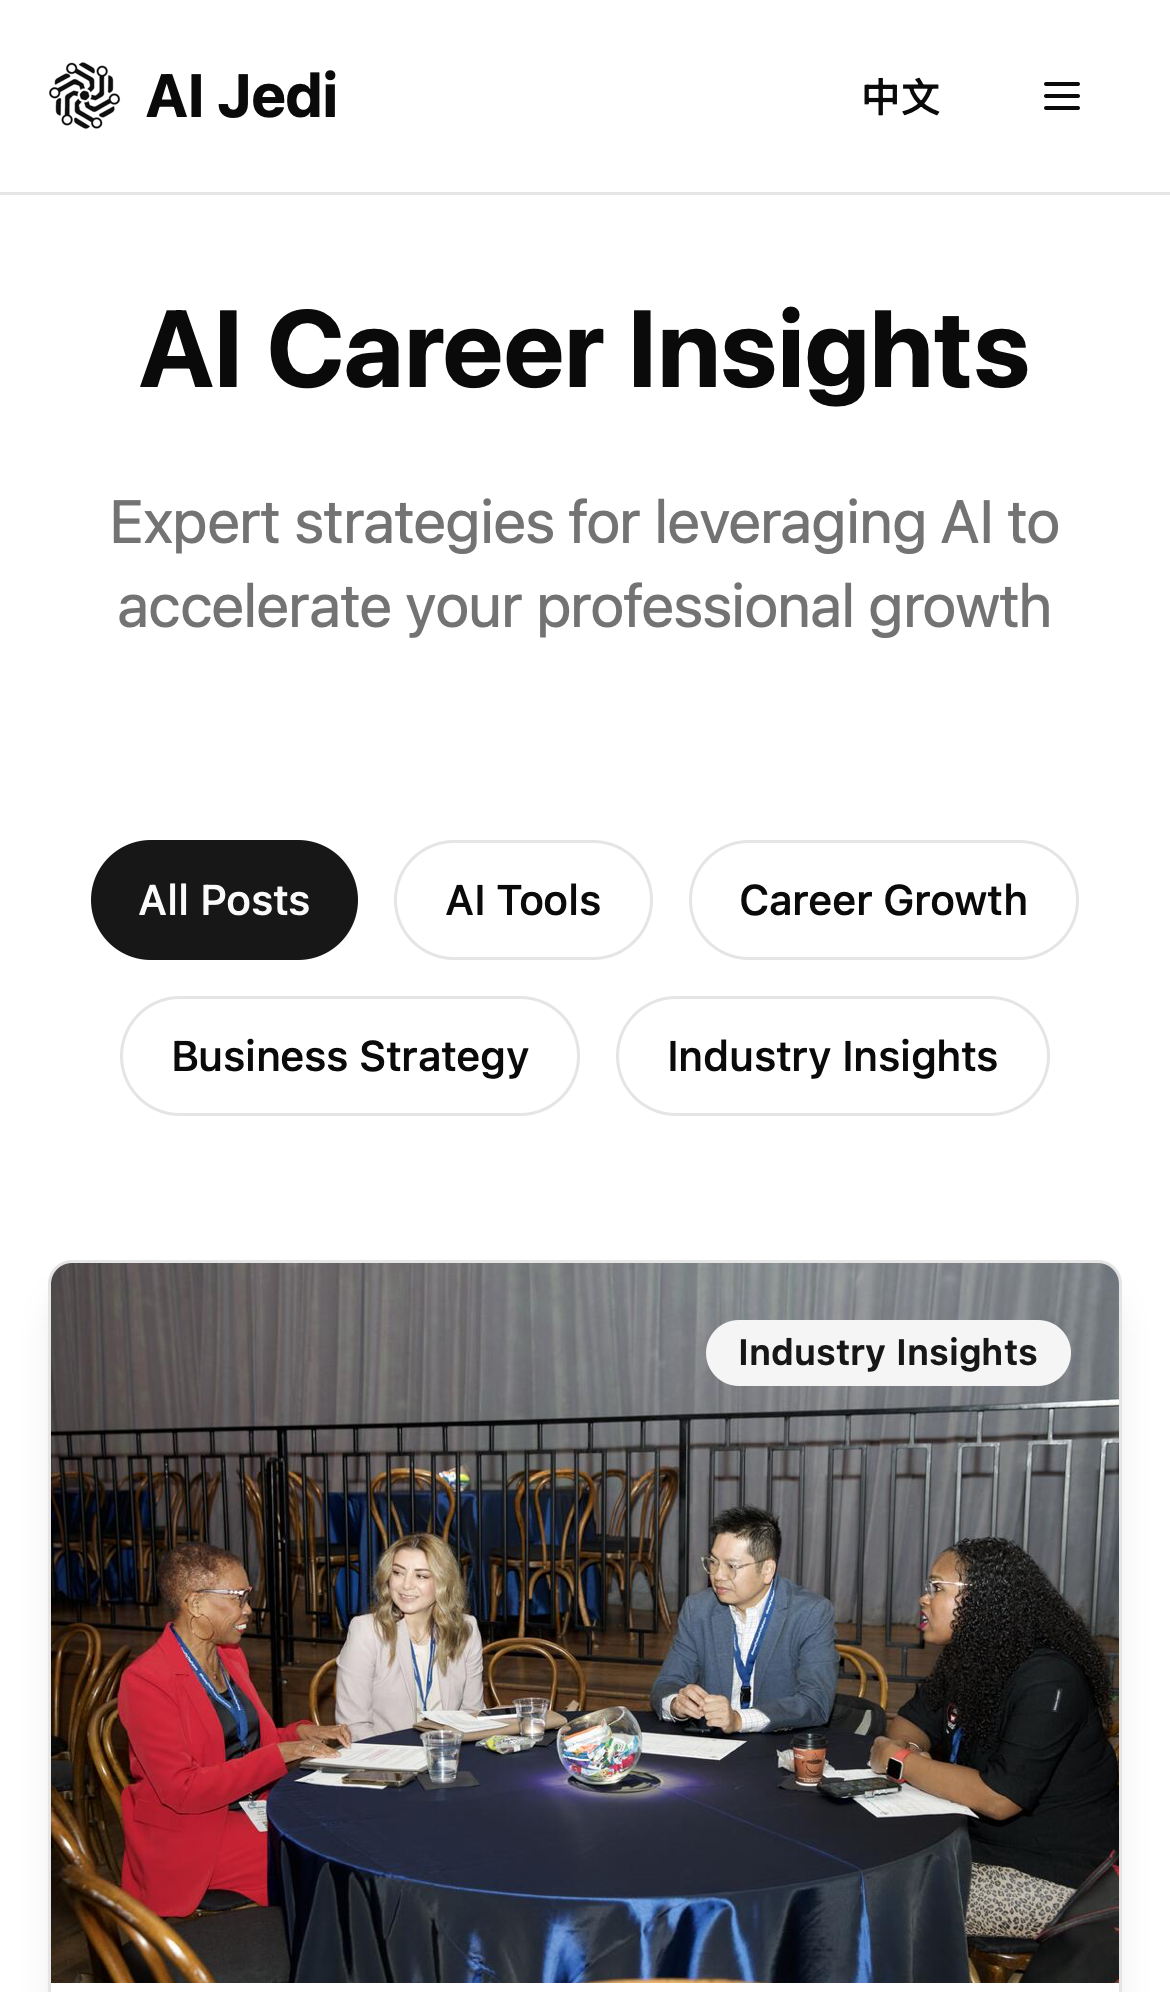 AI Jedi
中文
AI Career Insights
Expert strategies for leveraging AI to
accelerate your professional growth
All Posts
AI Tools
Career Growth
Business Strategy
Industry Insights
Industry Insights